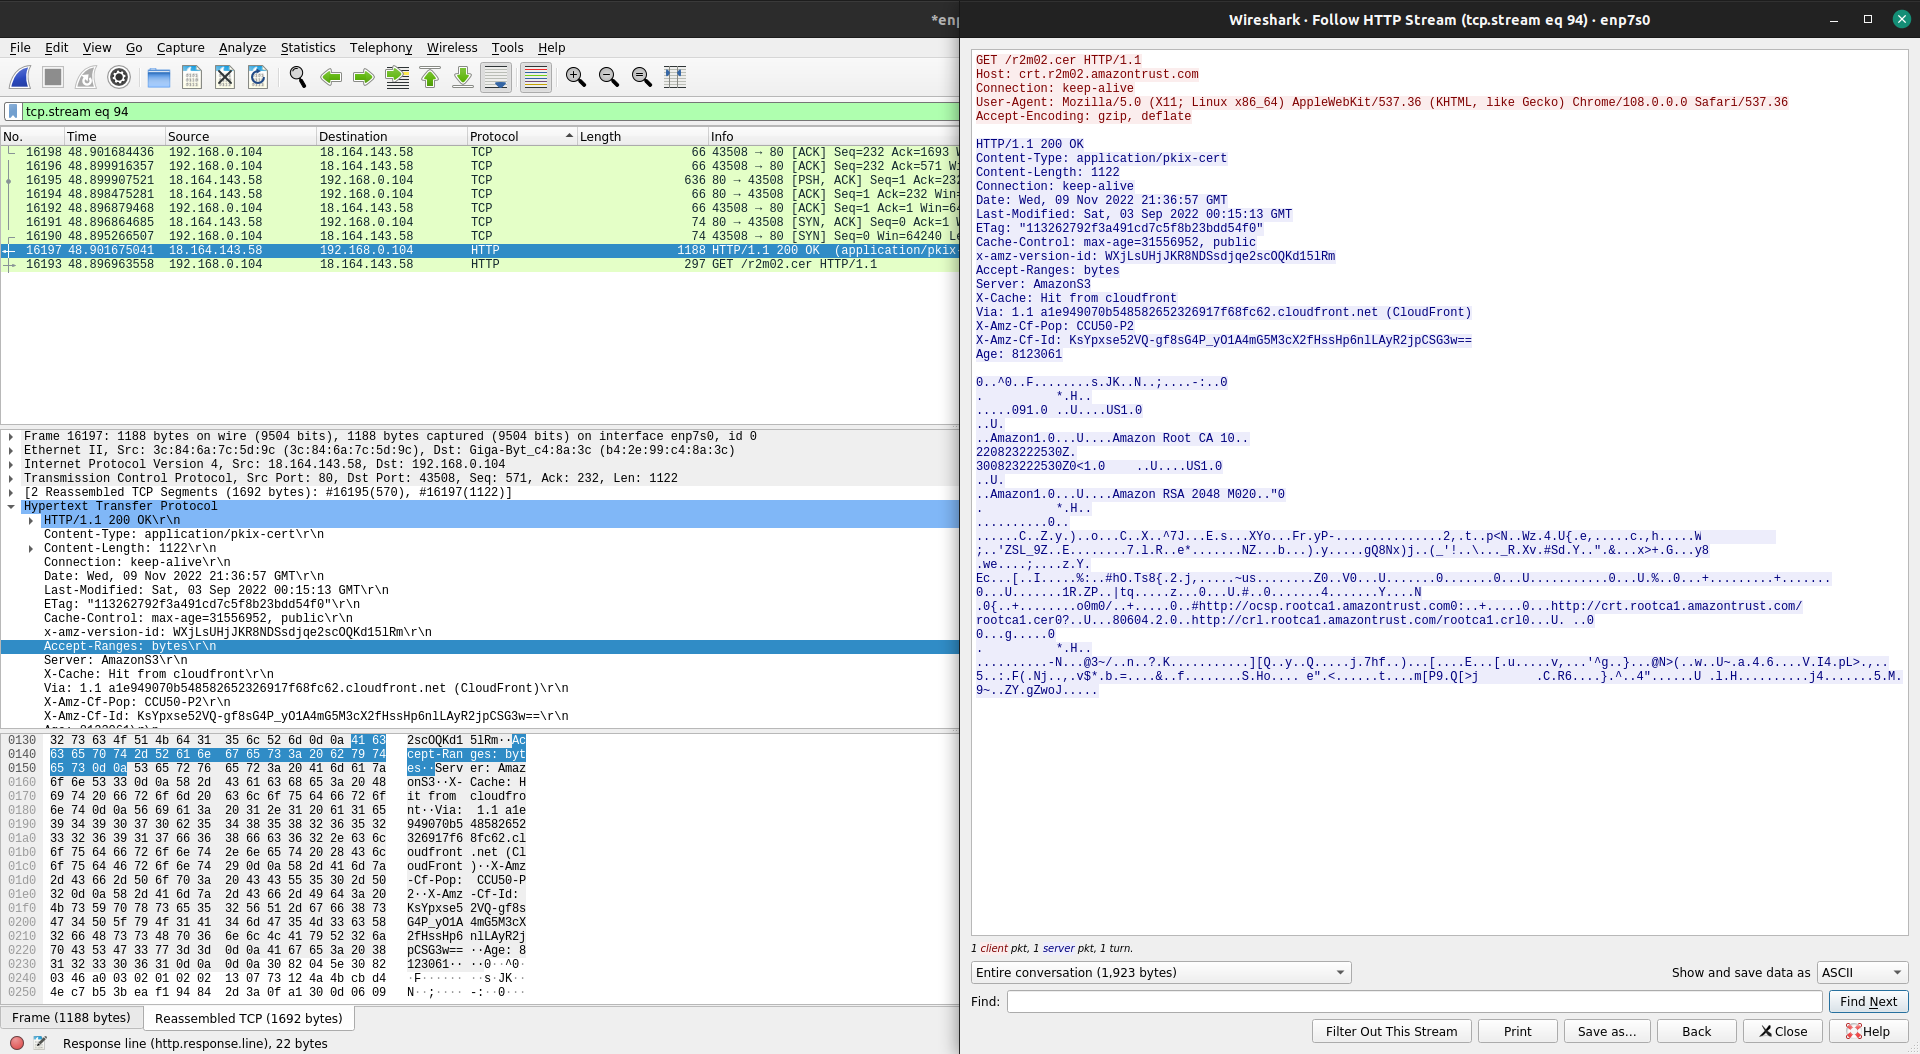 *enp
File Edit View Go Capture Analyze Statistics Telephony Wireless Tools Help
tcp.stream eq 94
No. Time Source Destination Protocol Length Info
16198 48.901684436 192.168.0.104 18.164.143.58 TCP 66 43508 → 80 [ACK] Seq=232 Ack=1693 W
16196 48.899916357 192.168.0.104 18.164.143.58 TCP 66 43508 → 80 [ACK] Seq=232 Ack=571 Wi
16195 48.899907521 18.164.143.58 192.168.0.104 TCP 636 80 → 43508 [PSH, ACK] Seq=1 Ack=232
16194 48.898475281 18.164.143.58 192.168.0.104 TCP 66 80 → 43508 [ACK] Seq=1 Ack=232 Win=
16192 48.896879468 192.168.0.104 18.164.143.58 TCP 66 43508 → 80 [ACK] Seq=1 Ack=1 Win=64
16191 48.896864685 18.164.143.58 192.168.0.104 TCP 74 80 → 43508 [SYN, ACK] Seq=0 Ack=1 W
16190 48.895266507 192.168.0.104 18.164.143.58 TCP 74 43508 → 80 [SYN] Seq=0 Win=64240 Le
16197 48.901675041 18.164.143.58 192.168.0.104 HTTP 1188 HTTP/1.1 200 OK (application/pkix-
16193 48.896963558 192.168.0.104 18.164.143.58 HTTP 297 GET /r2m02.cer HTTP/1.1
Frame 16197: 1188 bytes on wire (9504 bits), 1188 bytes captured (9504 bits) on interface enp7s0, id 0
Ethernet II, Src: 3c:84:6a:7c:5d:9c (3c:84:6a:7c:5d:9c), Dst: Giga-Byt_c4:8a:3c (b4:2e:99:c4:8a:3c)
Internet Protocol Version 4, Src: 18.164.143.58, Dst: 192.168.0.104
Transmission Control Protocol, Src Port: 80, Dst Port: 43508, Seq: 571, Ack: 232, Len: 1122
[2 Reassembled TCP Segments (1692 bytes): #16195(570), #16197(1122)]
Hypertext Transfer Protocol
HTTP/1.1 200 OK\r\n
Content-Type: application/pkix-cert\r\n
Content-Length: 1122\r\n
Connection: keep-alive\r\n
Date: Wed, 09 Nov 2022 21:36:57 GMT\r\n
Last-Modified: Sat, 03 Sep 2022 00:15:13 GMT\r\n
ETag: "113262792f3a491cd7c5f8b23bdd54f0"\r\n
Cache-Control: max-age=31556952, public\r\n
x-amz-version-id: WXjLsUHjJKR8NDSsdjqe2scOQKd15lRm\r\n
Accept-Ranges: bytes\r\n
Server: AmazonS3\r\n
X-Cache: Hit from cloudfront\r\n
Via: 1.1 a1e949070b548582652326917f68fc62.cloudfront.net (CloudFront)\r\n
X-Amz-Cf-Pop: CCU50-P2\r\n
X-Amz-Cf-Id: KsYpxse52VQ-gf8sG4P_yO1A4mG5M3cX2fHssHp6nlLAyR2jpCSG3w==\r\n
0130 32 73 63 4f 51 4b 64 31 35 6c 52 6d 0d 0a 41 63 2scOQKd1 5lRm··Ac
0140 63 65 70 74 2d 52 61 6e 67 65 73 3a 20 62 79 74 cept-Ran ges: byt
0150 65 73 0d 0a 53 65 72 76 65 72 3a 20 41 6d 61 7a es··Serv er: Amaz
0160 6f 6e 53 33 0d 0a 58 2d 43 61 63 68 65 3a 20 48 onS3··X- Cache: H
0170 69 74 20 66 72 6f 6d 20 63 6c 6f 75 64 66 72 6f it from cloudfro
0180 6e 74 0d 0a 56 69 61 3a 20 31 2e 31 20 61 31 65 nt··Via: 1.1 a1e
0190 39 34 39 30 37 30 62 35 34 38 35 38 32 36 35 32 949070b5 48582652
01a0 33 32 36 39 31 37 66 36 38 66 63 36 32 2e 63 6c 326917f6 8fc62.cl
01b0 6f 75 64 66 72 6f 6e 74 2e 6e 65 74 20 28 43 6c oudfront .net (Cl
01c0 6f 75 64 46 72 6f 6e 74 29 0d 0a 58 2d 41 6d 7a oudFront )··X-Amz
01d0 2d 43 66 2d 50 6f 70 3a 20 43 43 55 35 30 2d 50 -Cf-Pop: CCU50-P
01e0 32 0d 0a 58 2d 41 6d 7a 2d 43 66 2d 49 64 3a 20 2··X-Amz -Cf-Id:
01f0 4b 73 59 70 78 73 65 35 32 56 51 2d 67 66 38 73 KsYpxse5 2VQ-gf8s
0200 47 34 50 5f 79 4f 31 41 34 6d 47 35 4d 33 63 58 G4P_yO1A 4mG5M3cX
0210 32 66 48 73 73 48 70 36 6e 6c 4c 41 79 52 32 6a 2fHssHp6 nlLAyR2j
0220 70 43 53 47 33 77 3d 3d 0d 0a 41 67 65 3a 20 38 pCSG3w== ··Age: 8
0230 31 32 33 30 36 31 0d 0a 0d 0a 30 82 04 5e 30 82 123061·· ··0··^0·
0240 03 46 a0 03 02 01 02 02 13 07 73 12 4a 4b cb d4 ·F······ ··s·JK··
0250 4e c7 b5 3b ea f1 94 84 2d 3a 0f a1 30 0d 06 09 N··;···· -:··0···
Frame (1188 bytes) Reassembled TCP (1692 bytes)
Response line (http.response.line), 22 bytes
Wireshark · Follow HTTP Stream (tcp.stream eq 94) · enp7s0
GET /r2m02.cer HTTP/1.1
Host: crt.r2m02.amazontrust.com
Connection: keep-alive
User-Agent: Mozilla/5.0 (X11; Linux x86_64) AppleWebKit/537.36 (KHTML, like Gecko) Chrome/108.0.0.0 Safari/537.36
Accept-Encoding: gzip, deflate
HTTP/1.1 200 OK
Content-Type: application/pkix-cert
Content-Length: 1122
Connection: keep-alive
Date: Wed, 09 Nov 2022 21:36:57 GMT
Last-Modified: Sat, 03 Sep 2022 00:15:13 GMT
ETag: "113262792f3a491cd7c5f8b23bdd54f0"
Cache-Control: max-age=31556952, public
x-amz-version-id: WXjLsUHjJKR8NDSsdjqe2scOQKd15lRm
Accept-Ranges: bytes
Server: AmazonS3
X-Cache: Hit from cloudfront
Via: 1.1 a1e949070b548582652326917f68fc62.cloudfront.net (CloudFront)
X-Amz-Cf-Pop: CCU50-P2
X-Amz-Cf-Id: KsYpxse52VQ-gf8sG4P_yO1A4mG5M3cX2fHssHp6nlLAyR2jpCSG3w==
Age: 8123061
0..^0..F........s.JK..N..;....-:..0
. *.H..
.....091.0 ..U....US1.0
..U.
..Amazon1.0...U....Amazon Root CA 10..
220823222530Z.
300823222530Z0<1.0 ..U....US1.0
..U.
..Amazon1.0...U....Amazon RSA 2048 M020.."0
. *.H..
..........0..
......C..Z.y.)..o...C..X..^7J...E.s...XYo...Fr.yP-...............2,.t..p<N..Wz.4.U{.e,.....c.,h.....W
;..'ZSL_9Z..E........7.l.R..e*.......NZ...b...).y.....gQ8Nx)j..(_'!..\..._R.Xv.#Sd.Y..".&...x>+.G...y8
.we....;....z.Y.
Ec...[..I.....%:..#hO.Ts8{.2.j,.....~us........Z0..V0...U.......0.......0...U...........0...U.%..0...+.........+.......
0...U.......1R.ZP..|tq.....z...0...U.#..0.......4.......Y....N
.0{..+........o0m0/..+.....0..#http://ocsp.rootca1.amazontrust.com0:..+.....0...http://crt.rootca1.amazontrust.com/
rootca1.cer0?..U...80604.2.0..http://crl.rootca1.amazontrust.com/rootca1.crl0...U. ..0
0...g.....0
. *.H..
..........-N...@3~/..n..?.K...........][Q..y..Q.....j.7hf..)...[....E...[.u.....v,...'^g..}...@N>(..w..U~.a.4.6....V.I4.pL>.,..
5..:.F(.Nj..,.v$*.b.=....&..f........S.Ho.... e".<......t....m[P9.Q[>j .C.R6....}.^..4"......U .l.H..........j4.......5.M.
9~..ZY.gZwoJ.....
1 client pkt, 1 server pkt, 1 turn.
Entire conversation (1,923 bytes) Show and save data as ASCII
Find: Find Next
Filter Out This Stream Print Save as… Back Close Help